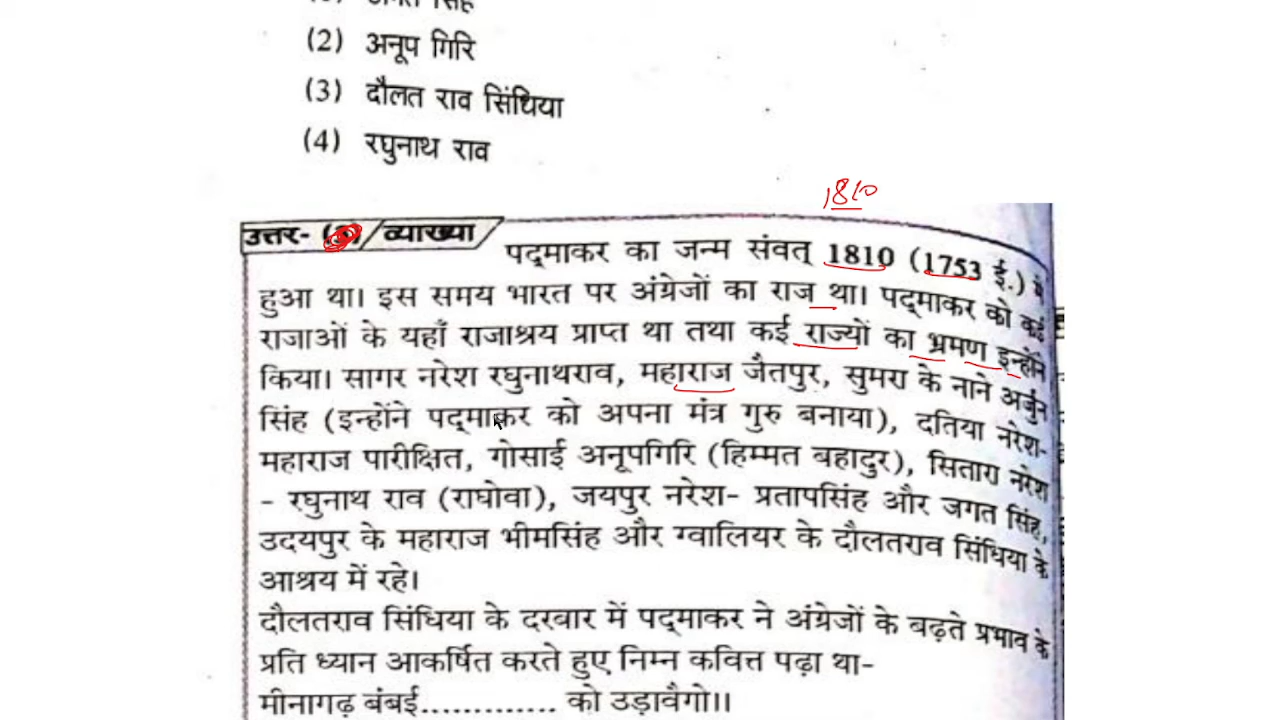 जगत सिंह
(2) अनूप गिरि
(3) दौलत राव सिंधिया
(4) रघुनाथ राव
1810
उत्तर- (3)/व्याख्या
पद्माकर का जन्म संवत् 1810 (1753 ई.) में
हुआ था। इस समय भारत पर अंग्रेजों का राज था। पद्माकर को कई
राजाओं के यहाँ राजाश्रय प्राप्त था तथा कई राज्यों का भ्रमण इन्होंने
किया। सागर नरेश रघुनाथराव, महाराज जैतपुर, सुमरा के नाने अर्जुन
सिंह (इन्होंने पद्माकर को अपना मंत्र गुरु बनाया), दतिया नरेश-
महाराज पारीक्षित, गोसाई अनूपगिरि (हिम्मत बहादुर), सितारा नरेश
- रघुनाथ राव (राघोवा), जयपुर नरेश- प्रतापसिंह और जगत सिंह,
उदयपुर के महाराज भीमसिंह और ग्वालियर के दौलतराव सिंधिया के
आश्रय में रहे।
दौलतराव सिंधिया के दरबार में पद्माकर ने अंग्रेजों के बढ़ते प्रभाव के
प्रति ध्यान आकर्षित करते हुए निम्न कवित्त पढ़ा था-
मीनागढ़ बंबई............. को उड़ावैगो।।